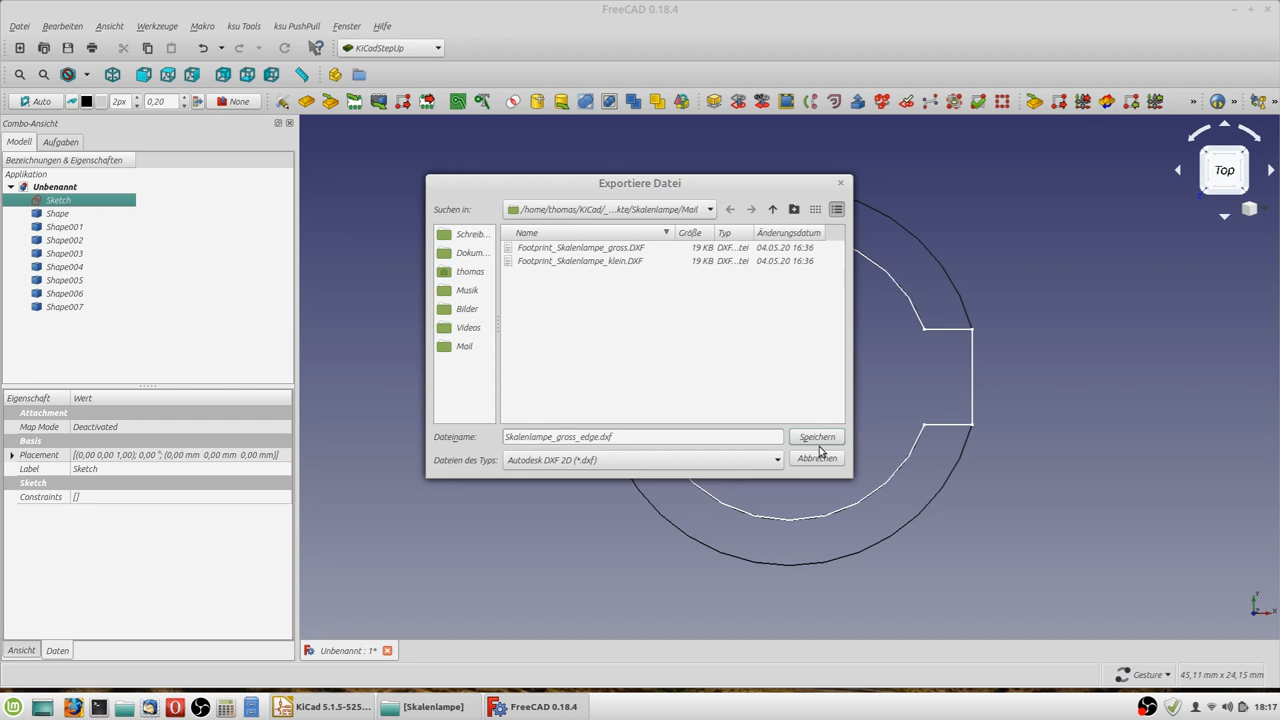 FreeCAD 0.18.4
Datei Bearbeiten Ansicht Werkzeuge Makro ksu Tools ksu PushPull Fenster Hilfe
KiCadStepUp
Auto 2px 0,20 None » »
Combo-Ansicht
Modell Aufgaben
Bezeichnungen & Eigenschaften
Applikation
Unbenannt
Sketch
Shape
Shape001
Shape002
Shape003
Shape004
Shape005
Shape006
Shape007
Eigenschaft Wert
Attachment
Map Mode Deactivated
Basis
Placement [(0,00 0,00 1,00); 0,00 °; (0,00 mm 0,00 mm 0,00 mm)]
Label Sketch
Sketch
Constraints []
Ansicht Daten
Exportiere Datei
Suchen in: /home/thomas/KiCad/_...kte/Skalenlampe/Mail
Name Größe Typ Änderungsdatum
Footprint_Skalenlampe_gross.DXF 19 KB DXF...tei 04.05.20 16:36
Footprint_Skalenlampe_klein.DXF 19 KB DXF...tei 04.05.20 16:36
Schreib...
Dokum...
thomas
Musik
Bilder
Videos
Mail
Dateiname: Skalenlampe_gross_edge.dxf Speichern
Dateien des Typs: Autodesk DXF 2D (*.dxf) Abbrechen
Top
Z
Y
X
Unbenannt : 1*
Gesture 45,11 mm x 24,15 mm
KiCad 5.1.5-525... [Skalenlampe] FreeCAD 0.18.4 18:17